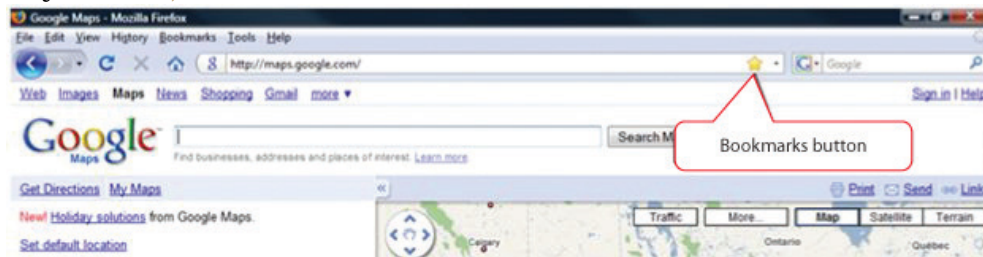 Google Maps - Mozilla Firefox
File Edit View History Bookmarks Tools Help
http://maps.google.com/ Google
Web Images Maps News Shopping Gmail more ▼ Sign in | Help
Google Maps Search M
Bookmarks button
Find businesses, addresses and places of interest. Learn more.
Get Directions My Maps « Print Send Link
New! Holiday solutions from Google Maps. Traffic More... Map Satellite Terrain
Set default location Calgary Ontario Quebec